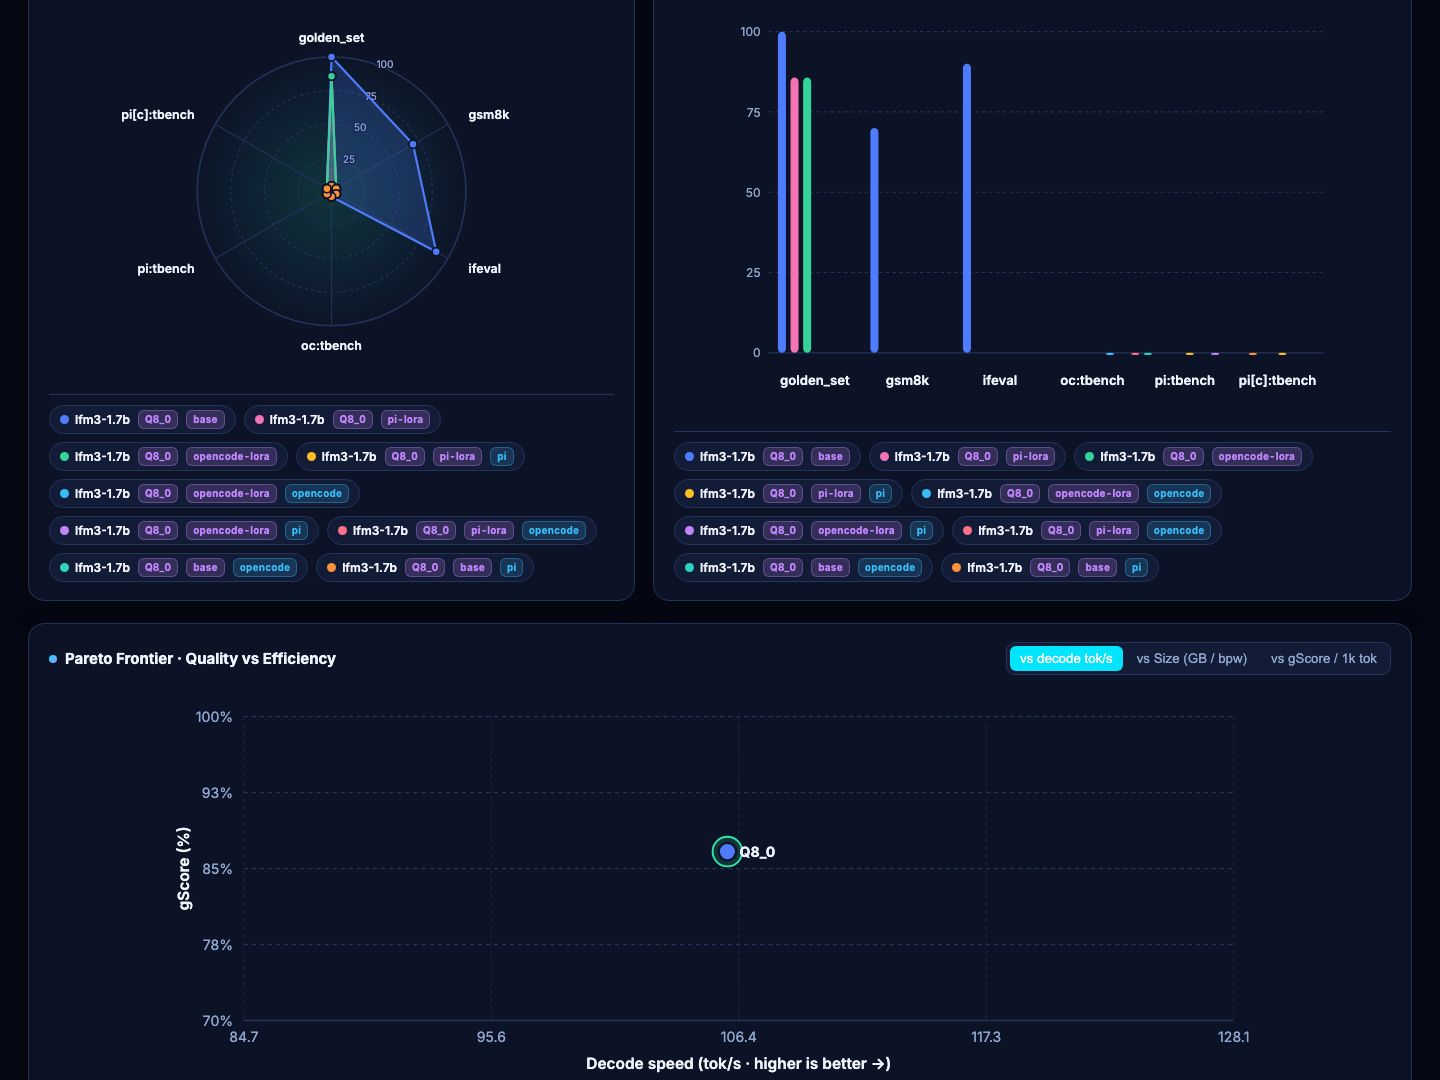 golden_set
100
75
50
25
gsm8k
ifeval
oc:tbench
pi:tbench
pi[c]:tbench
lfm3-1.7b Q8_0 base
lfm3-1.7b Q8_0 pi-lora
lfm3-1.7b Q8_0 opencode-lora
lfm3-1.7b Q8_0 pi-lora pi
lfm3-1.7b Q8_0 opencode-lora opencode
lfm3-1.7b Q8_0 opencode-lora pi
lfm3-1.7b Q8_0 pi-lora opencode
lfm3-1.7b Q8_0 base opencode
lfm3-1.7b Q8_0 base pi
100
75
50
25
0
golden_set gsm8k ifeval oc:tbench pi:tbench pi[c]:tbench
lfm3-1.7b Q8_0 base
lfm3-1.7b Q8_0 pi-lora
lfm3-1.7b Q8_0 opencode-lora
lfm3-1.7b Q8_0 pi-lora pi
lfm3-1.7b Q8_0 opencode-lora opencode
lfm3-1.7b Q8_0 opencode-lora pi
lfm3-1.7b Q8_0 pi-lora opencode
lfm3-1.7b Q8_0 base opencode
lfm3-1.7b Q8_0 base pi
Pareto Frontier · Quality vs Efficiency
vs decode tok/s vs Size (GB / bpw) vs gScore / 1k tok
100%
93%
85%
78%
70%
gScore (%)
Q8_0
84.7 95.6 106.4 117.3 128.1
Decode speed (tok/s · higher is better →)